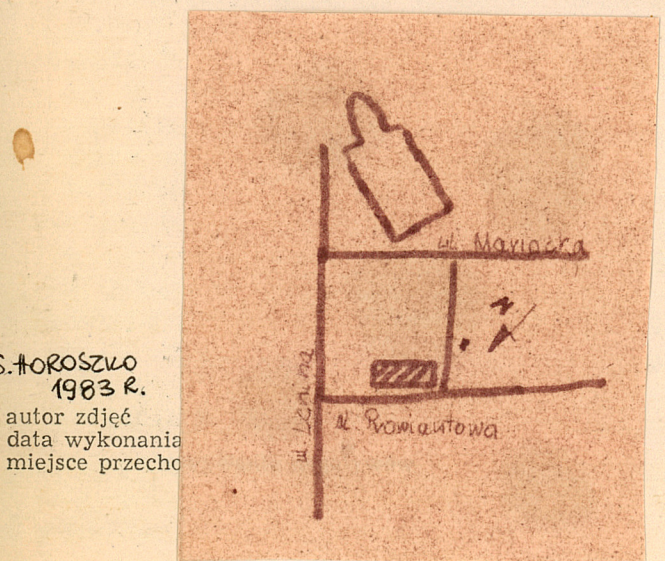 ul. Mariacka
N
ul. Lenina
ul. Prowiantowa
S. HOROSZKO
1983 R.
autor zdjęć
data wykonania
miejsce przecho